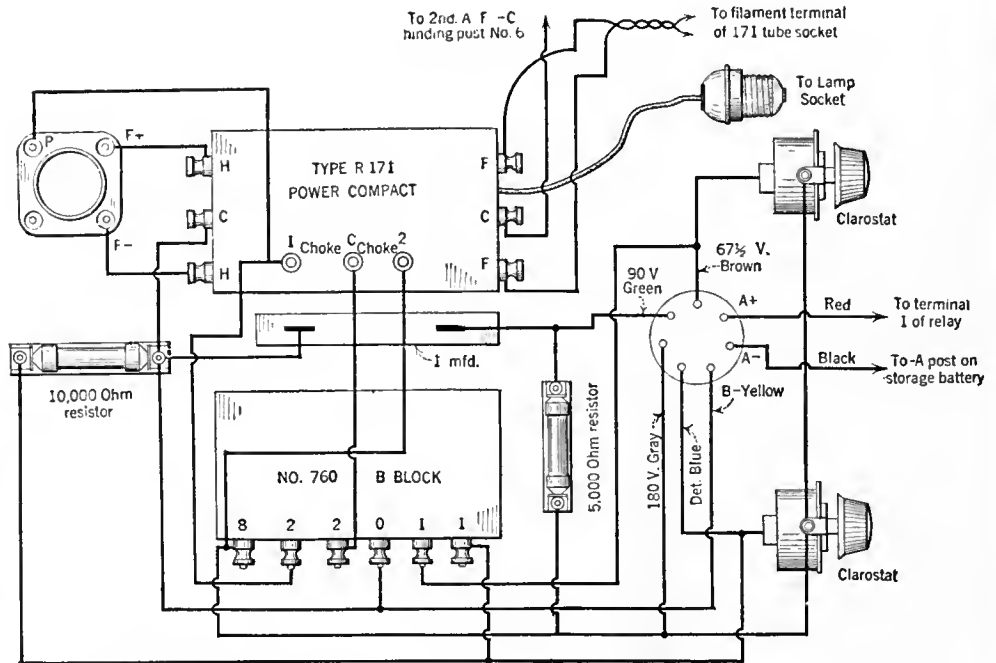 To 2nd. A F -C
hinding post No. 6
To filament terminal
of 171 tube socket
To Lamp
Socket
P
F+
F-
H
C
H
TYPE R 171
POWER COMPACT
F
C
F
1 Choke C Choke 2
Clarostat
67½ V.
Brown
90 V
Green
A+
Red
To terminal
1 of relay
A-
Black
To -A post on
storage battery
1 mfd.
10,000 Ohm
resistor
B-Yellow
5,000 Ohm resistor
180 V. Gray
Det. Blue
NO. 760 B BLOCK
8 2 2 0 1 1
Clarostat